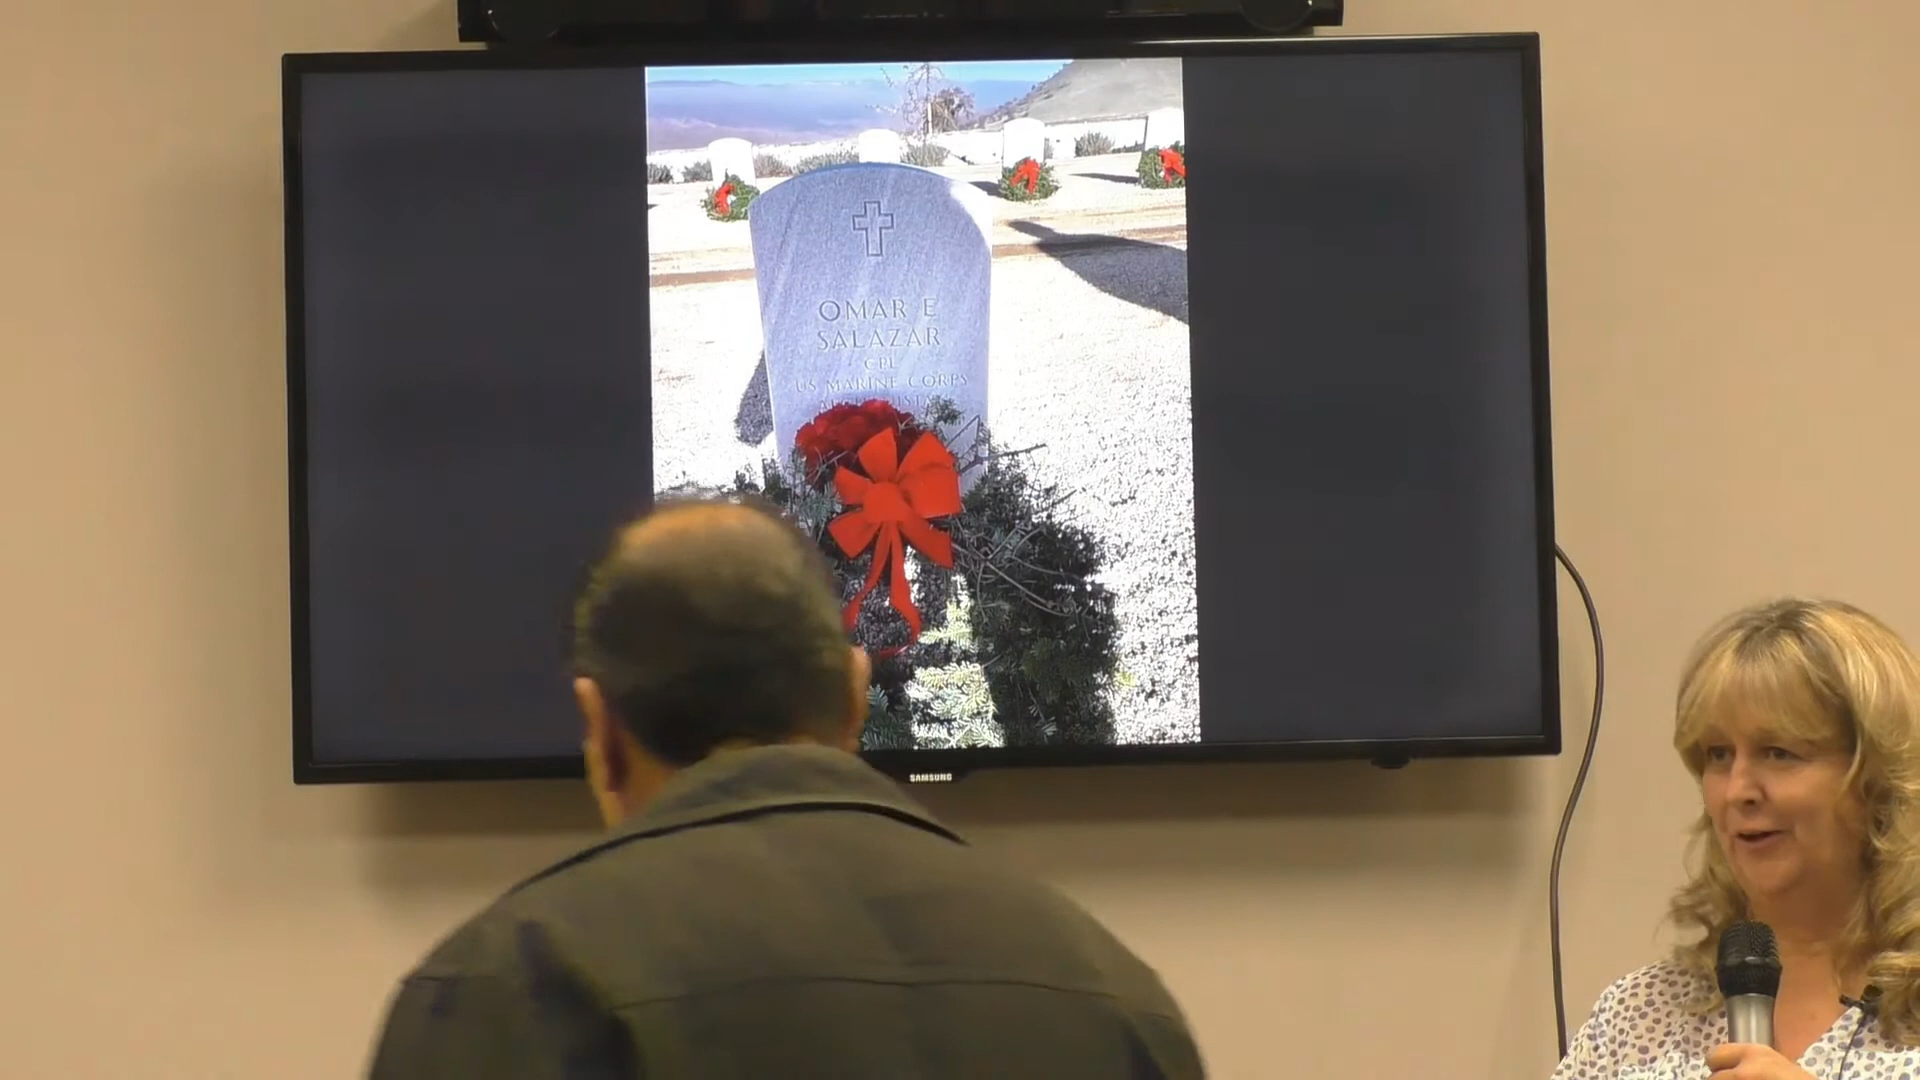 OMAR E
SALAZAR
CPL
US MARINE CORPS
SAMSUNG